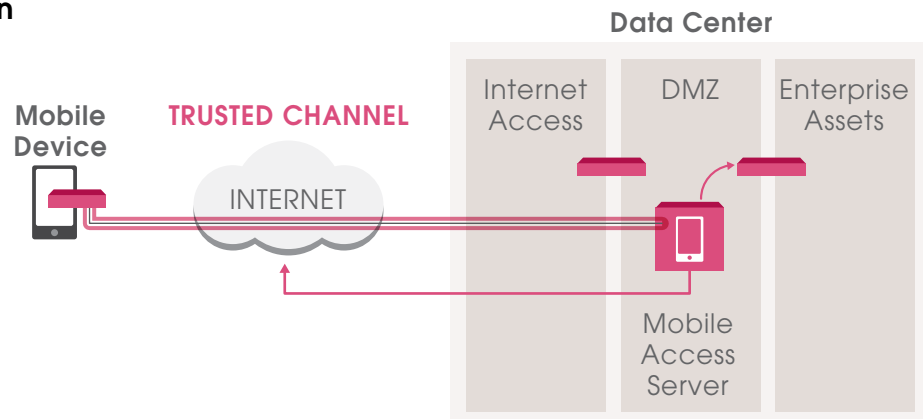 n
Data Center
Internet
Access
DMZ
Enterprise
Assets
Mobile
Device
TRUSTED CHANNEL
INTERNET
Mobile
Access
Server